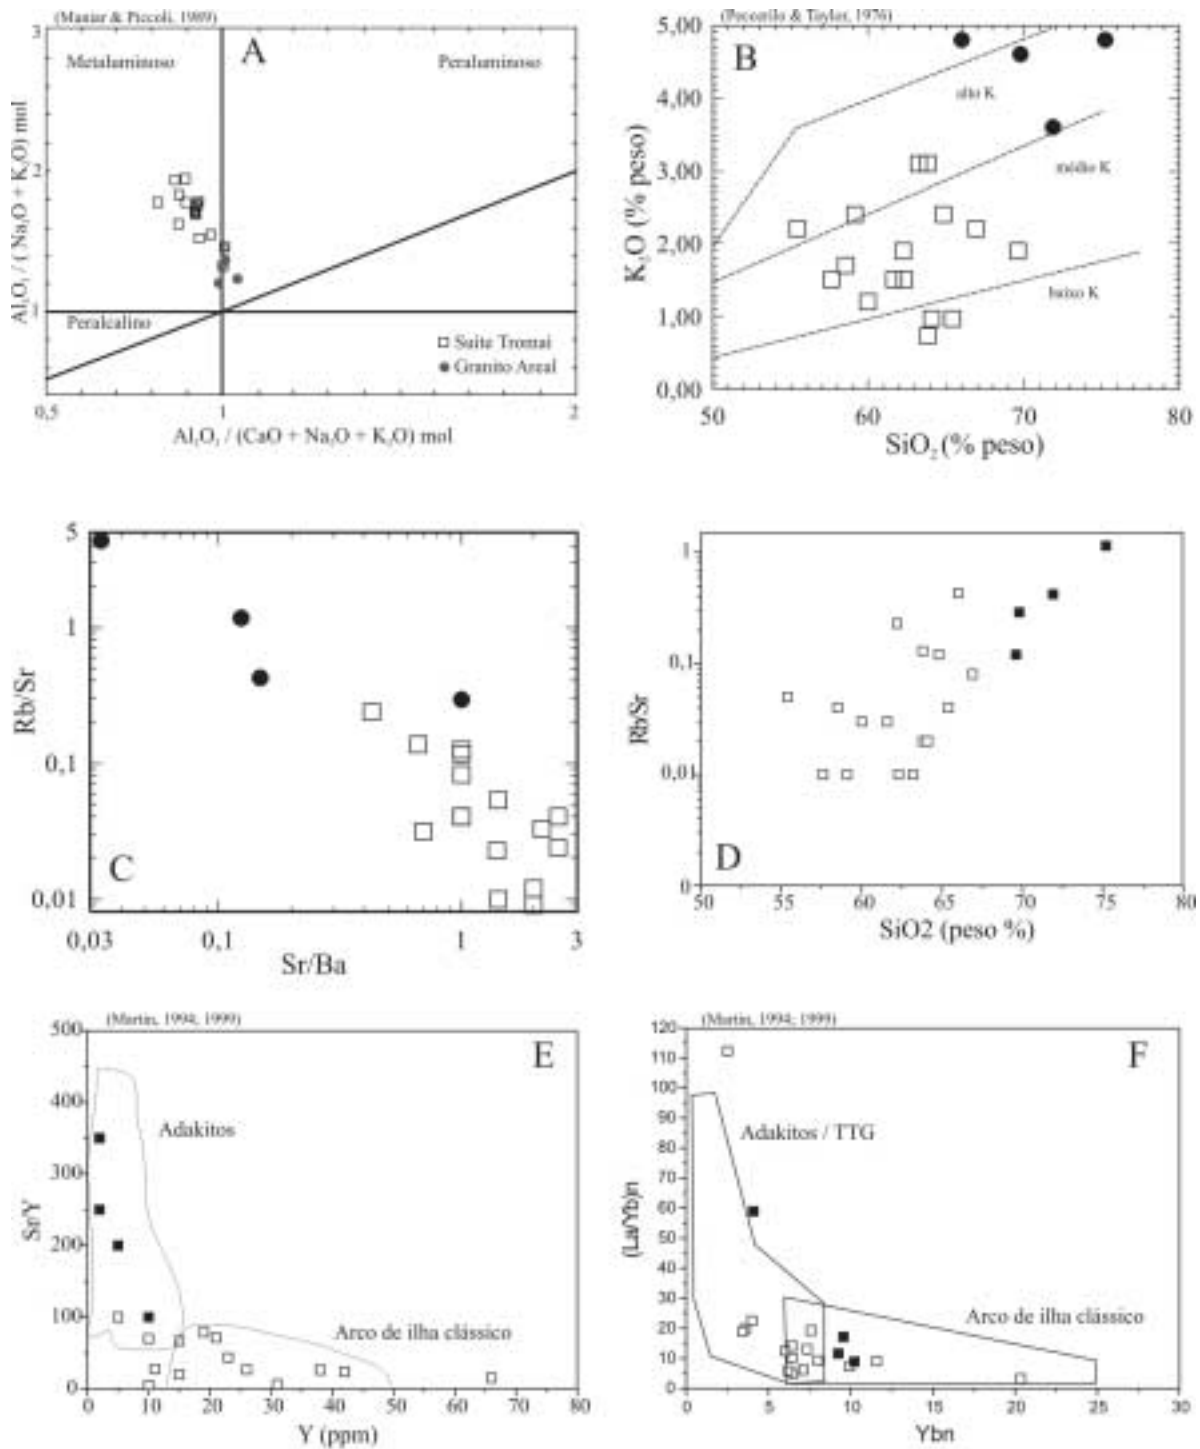 (Maniar & Piccoli, 1989)
A
Metaluminoso
Peraluminoso
Peralcalino
Suite Tromaí
Granito Areal
Al₂O₃ / (Na₂O + K₂O) mol
3
2
1
0,5
1
2
Al₂O₃ / (CaO + Na₂O + K₂O) mol
(Peccerilo & Taylor, 1976)
B
alto K
médio K
baixo K
K₂O (% peso)
5,00
4,00
3,00
2,00
1,00
0,00
50
60
70
80
SiO₂ (% peso)
C
Rb/Sr
5
1
0,1
0,01
0,03
0,1
1
3
Sr/Ba
D
Rb/Sr
1
0,1
0,01
0
50
55
60
65
70
75
80
SiO2 (peso %)
(Martin, 1994; 1999)
E
Adakitos
Arco de ilha clássico
Sr/Y
500
400
300
200
100
0
0
10
20
30
40
50
60
70
80
Y (ppm)
(Martin, 1994; 1999)
F
Adakitos / TTG
Arco de ilha clássico
(La/Yb)n
120
110
100
90
80
70
60
50
40
30
20
10
0
0
5
10
15
20
25
30
Ybn